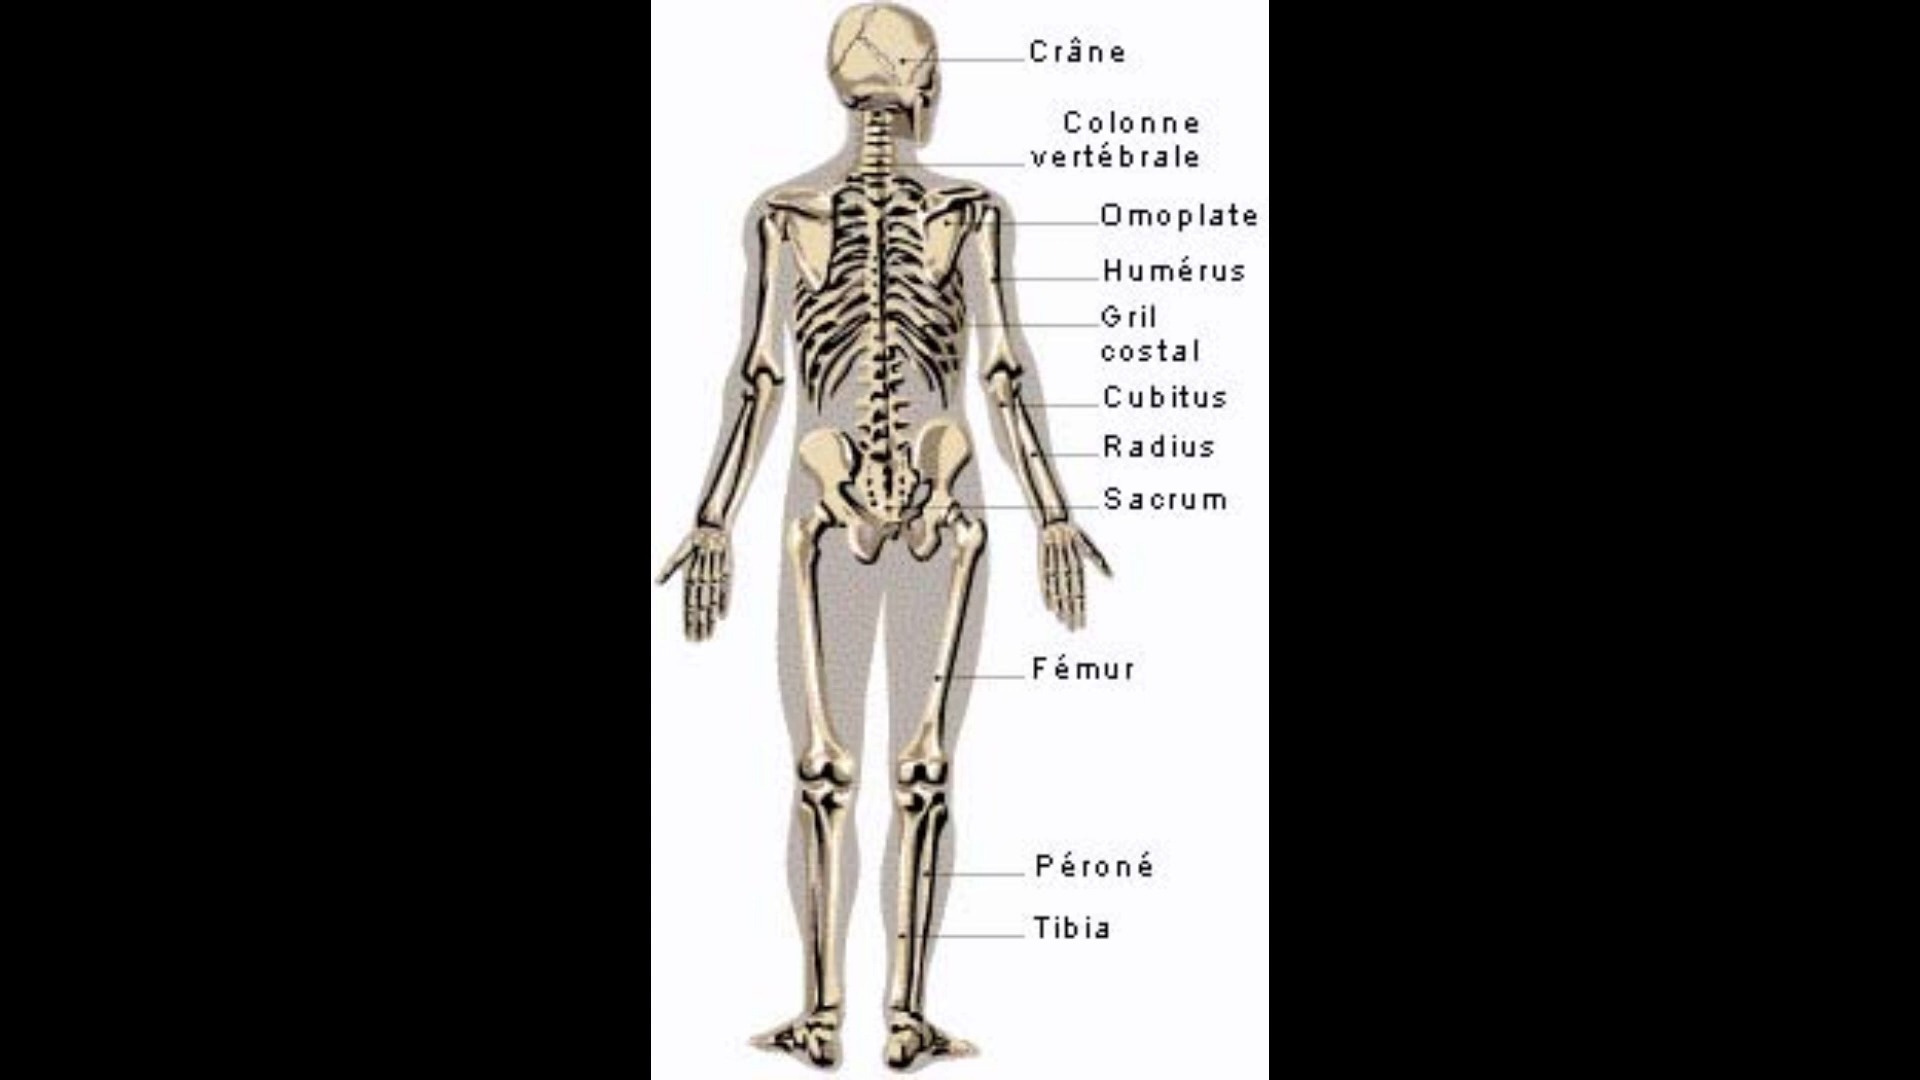 Crâne
Colonne
vertébrale
Omoplate
Humérus
Gril
costal
Cubitus
Radius
Sacrum
Fémur
Péroné
Tibia